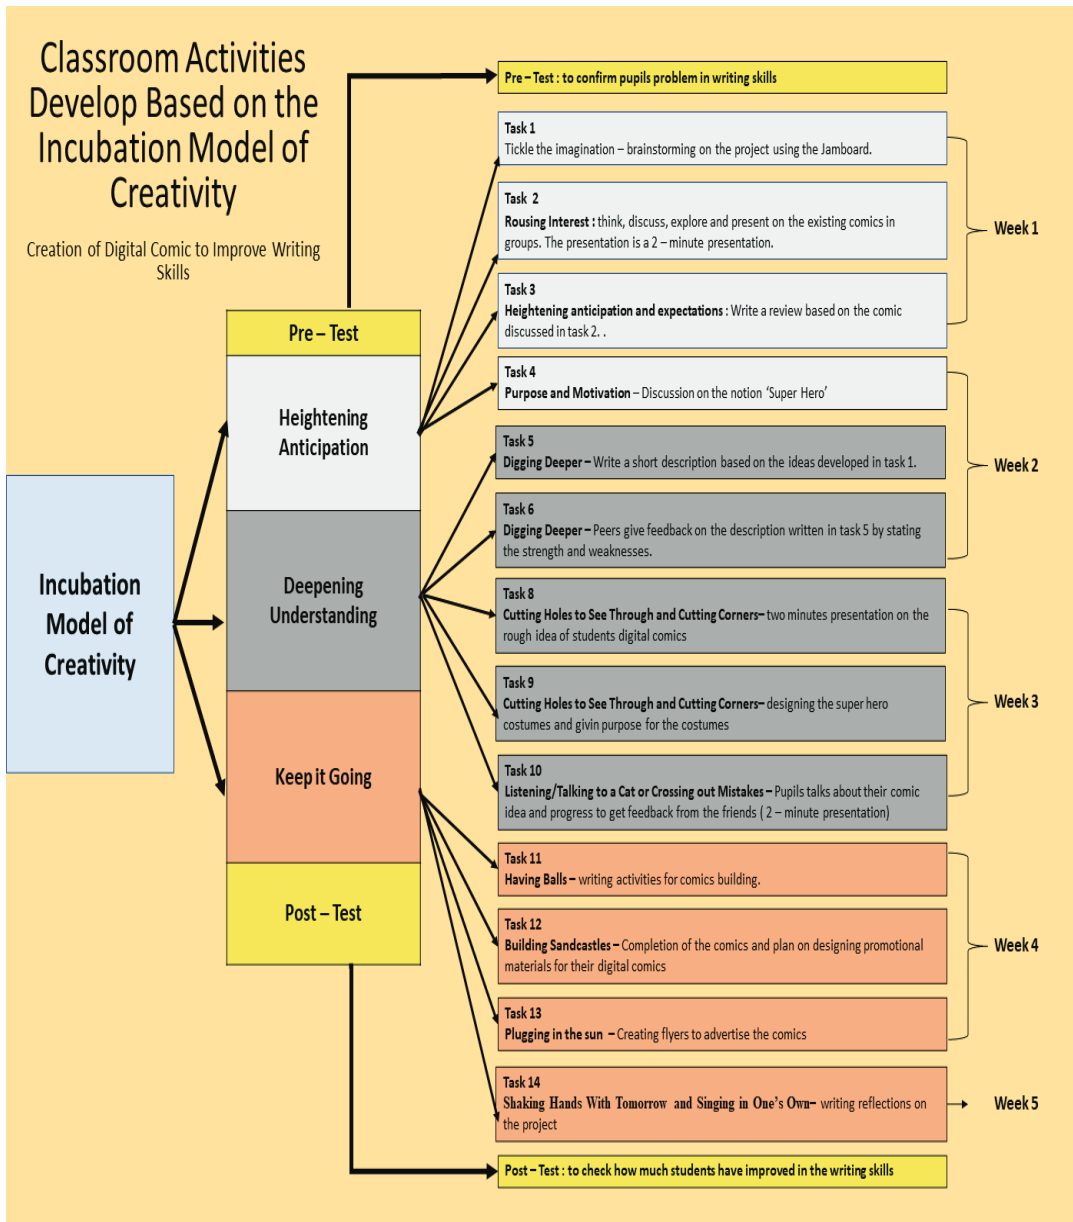 Classroom Activities
Develop Based on the
Incubation Model of
Creativity
Creation of Digital Comic to Improve Writing
Skills
Incubation
Model of
Creativity
Pre – Test
Heightening
Anticipation
Deepening
Understanding
Keep it Going
Post – Test
Pre – Test : to confirm pupils problem in writing skills
Task 1
Tickle the imagination – brainstorming on the project using the Jamboard.
Task 2
Rousing Interest : think, discuss, explore and present on the existing comics in
groups. The presentation is a 2 – minute presentation.
Task 3
Heightening anticipation and expectations : Write a review based on the comic
discussed in task 2. .
Week 1
Task 4
Purpose and Motivation – Discussion on the notion ‘Super Hero’
Task 5
Digging Deeper – Write a short description based on the ideas developed in task 1.
Task 6
Digging Deeper – Peers give feedback on the description written in task 5 by stating
the strength and weaknesses.
Week 2
Task 8
Cutting Holes to See Through and Cutting Corners– two minutes presentation on the
rough idea of students digital comics
Task 9
Cutting Holes to See Through and Cutting Corners– designing the super hero
costumes and givin purpose for the costumes
Task 10
Listening/Talking to a Cat or Crossing out Mistakes – Pupils talks about their comic
idea and progress to get feedback from the friends ( 2 – minute presentation)
Week 3
Task 11
Having Balls – writing activities for comics building.
Task 12
Building Sandcastles – Completion of the comics and plan on designing promotional
materials for their digital comics
Task 13
Plugging in the sun – Creating flyers to advertise the comics
Week 4
Task 14
Shaking Hands With Tomorrow and Singing in One’s Own– writing reflections on
the project
Week 5
Post – Test : to check how much students have improved in the writing skills